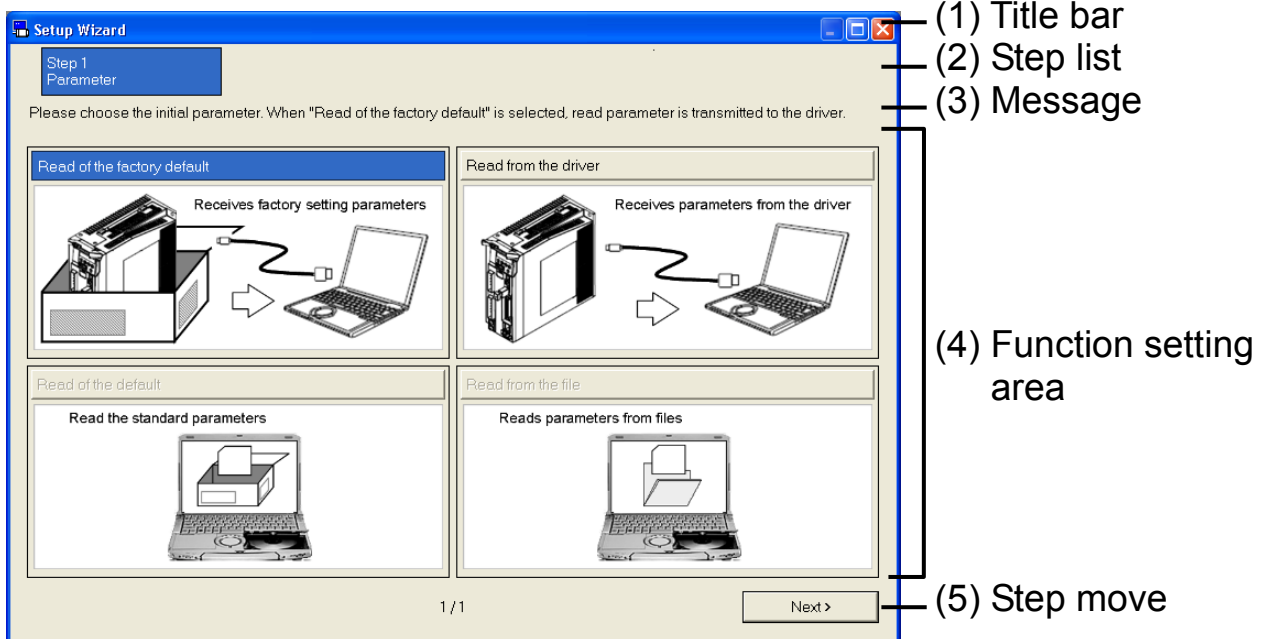 Setup Wizard
(1) Title bar
Step 1
Parameter
(2) Step list
Please choose the initial parameter. When "Read of the factory default" is selected, read parameter is transmitted to the driver.
(3) Message
Read of the factory default
Read from the driver
Receives factory setting parameters
Receives parameters from the driver
(4) Function setting
area
Read of the default
Read from the file
Read the standard parameters
Reads parameters from files
1/1
Next >
(5) Step move